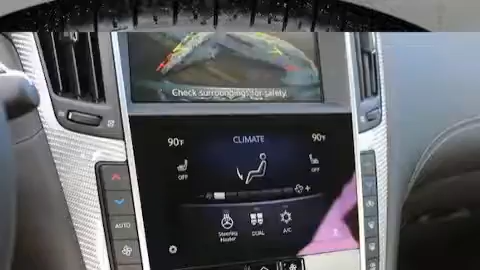 Check surroundings for safety.
90°F CLIMATE 90°F
OFF OFF
AUTO
Steering Heater DUAL A/C